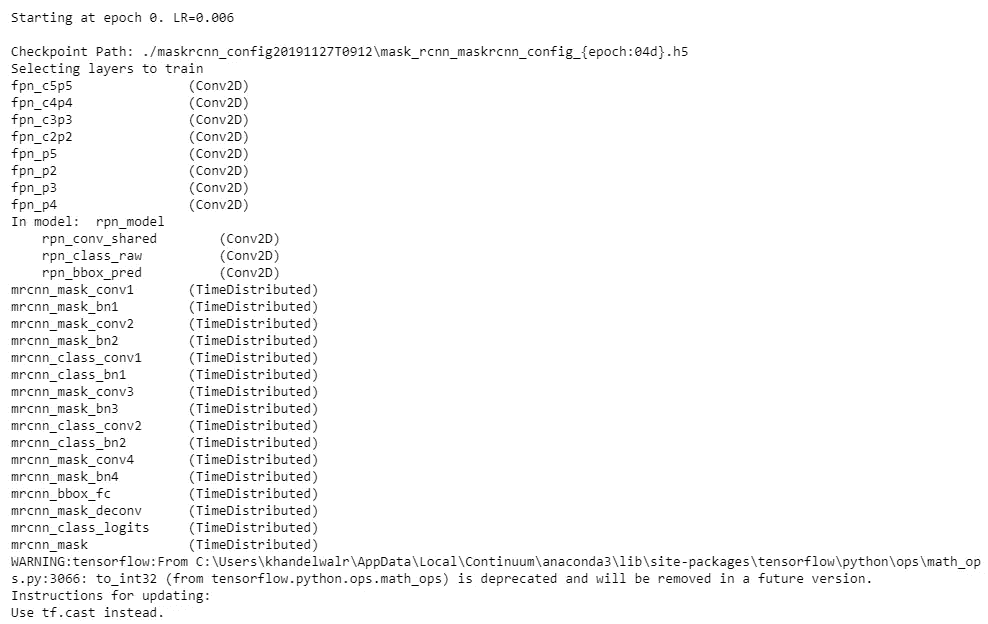 Starting at epoch 0. LR=0.006
Checkpoint Path: ./maskrcnn_config20191127T0912\mask_rcnn_maskrcnn_config_{epoch:04d}.h5
Selecting layers to train
fpn_c5p5 (Conv2D)
fpn_c4p4 (Conv2D)
fpn_c3p3 (Conv2D)
fpn_c2p2 (Conv2D)
fpn_p5 (Conv2D)
fpn_p2 (Conv2D)
fpn_p3 (Conv2D)
fpn_p4 (Conv2D)
In model:  rpn_model
    rpn_conv_shared (Conv2D)
    rpn_class_raw (Conv2D)
    rpn_bbox_pred (Conv2D)
mrcnn_mask_conv1 (TimeDistributed)
mrcnn_mask_bn1 (TimeDistributed)
mrcnn_mask_conv2 (TimeDistributed)
mrcnn_mask_bn2 (TimeDistributed)
mrcnn_class_conv1 (TimeDistributed)
mrcnn_class_bn1 (TimeDistributed)
mrcnn_mask_conv3 (TimeDistributed)
mrcnn_mask_bn3 (TimeDistributed)
mrcnn_class_conv2 (TimeDistributed)
mrcnn_class_bn2 (TimeDistributed)
mrcnn_mask_conv4 (TimeDistributed)
mrcnn_mask_bn4 (TimeDistributed)
mrcnn_bbox_fc (TimeDistributed)
mrcnn_mask_deconv (TimeDistributed)
mrcnn_class_logits (TimeDistributed)
mrcnn_mask (TimeDistributed)
WARNING:tensorflow:From C:\Users\khandelwalr\AppData\Local\Continuum\anaconda3\lib\site-packages\tensorflow\python\ops\math_op
s.py:3066: to_int32 (from tensorflow.python.ops.math_ops) is deprecated and will be removed in a future version.
Instructions for updating:
Use tf.cast instead.